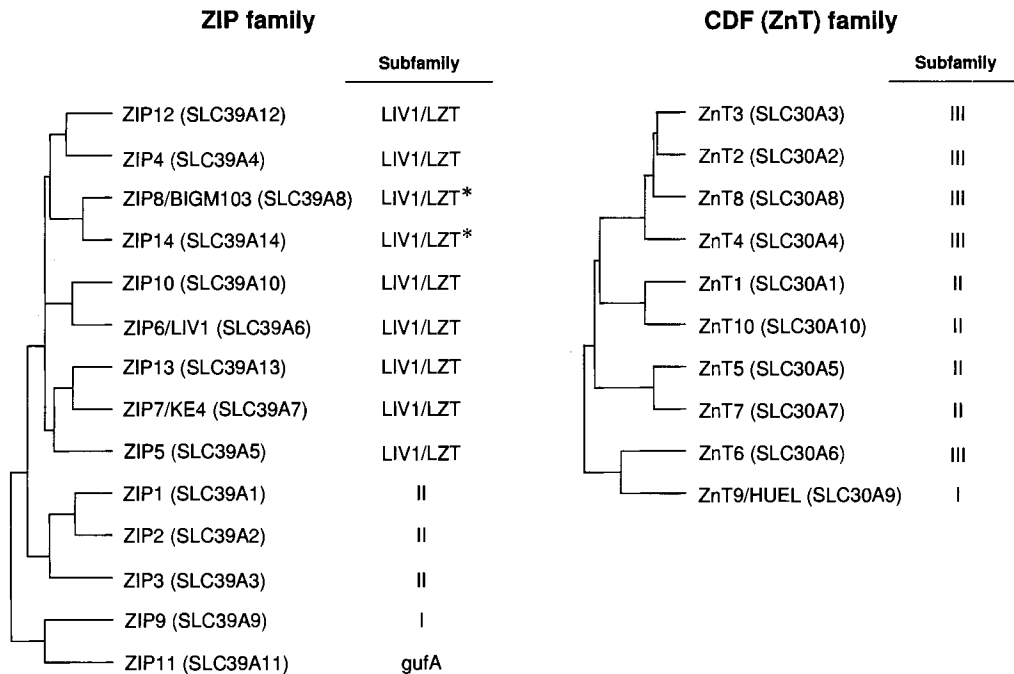 ZIP family
Subfamily
ZIP12 (SLC39A12) LIV1/LZT
ZIP4 (SLC39A4) LIV1/LZT
ZIP8/BIGM103 (SLC39A8) LIV1/LZT*
ZIP14 (SLC39A14) LIV1/LZT*
ZIP10 (SLC39A10) LIV1/LZT
ZIP6/LIV1 (SLC39A6) LIV1/LZT
ZIP13 (SLC39A13) LIV1/LZT
ZIP7/KE4 (SLC39A7) LIV1/LZT
ZIP5 (SLC39A5) LIV1/LZT
ZIP1 (SLC39A1) II
ZIP2 (SLC39A2) II
ZIP3 (SLC39A3) II
ZIP9 (SLC39A9) I
ZIP11 (SLC39A11) gufA
CDF (ZnT) family
Subfamily
ZnT3 (SLC30A3) III
ZnT2 (SLC30A2) III
ZnT8 (SLC30A8) III
ZnT4 (SLC30A4) III
ZnT1 (SLC30A1) II
ZnT10 (SLC30A10) II
ZnT5 (SLC30A5) II
ZnT7 (SLC30A7) II
ZnT6 (SLC30A6) III
ZnT9/HUEL (SLC30A9) I